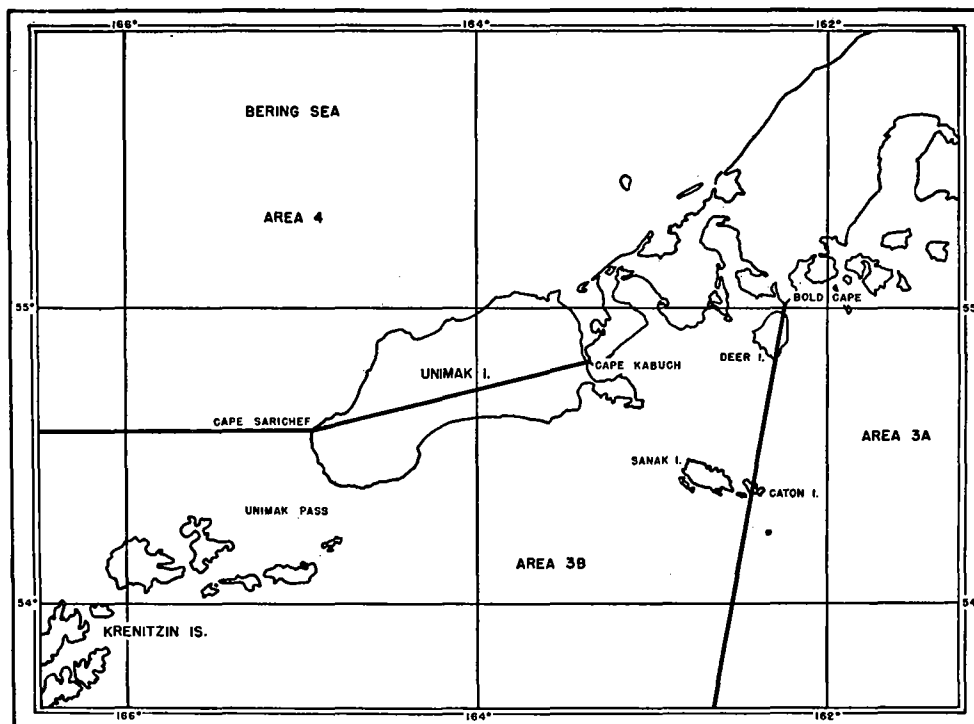 166° 164° 162°
BERING SEA
AREA 4
55° 55
BOLD CAPE
DEER I.
CAPE KABUCH
UNIMAK I.
CAPE SARICHEF
AREA 3A
SANAK I.
CATON I.
UNIMAK PASS
AREA 3B
54° 54
KRENITZIN IS.
166° 164° 162°